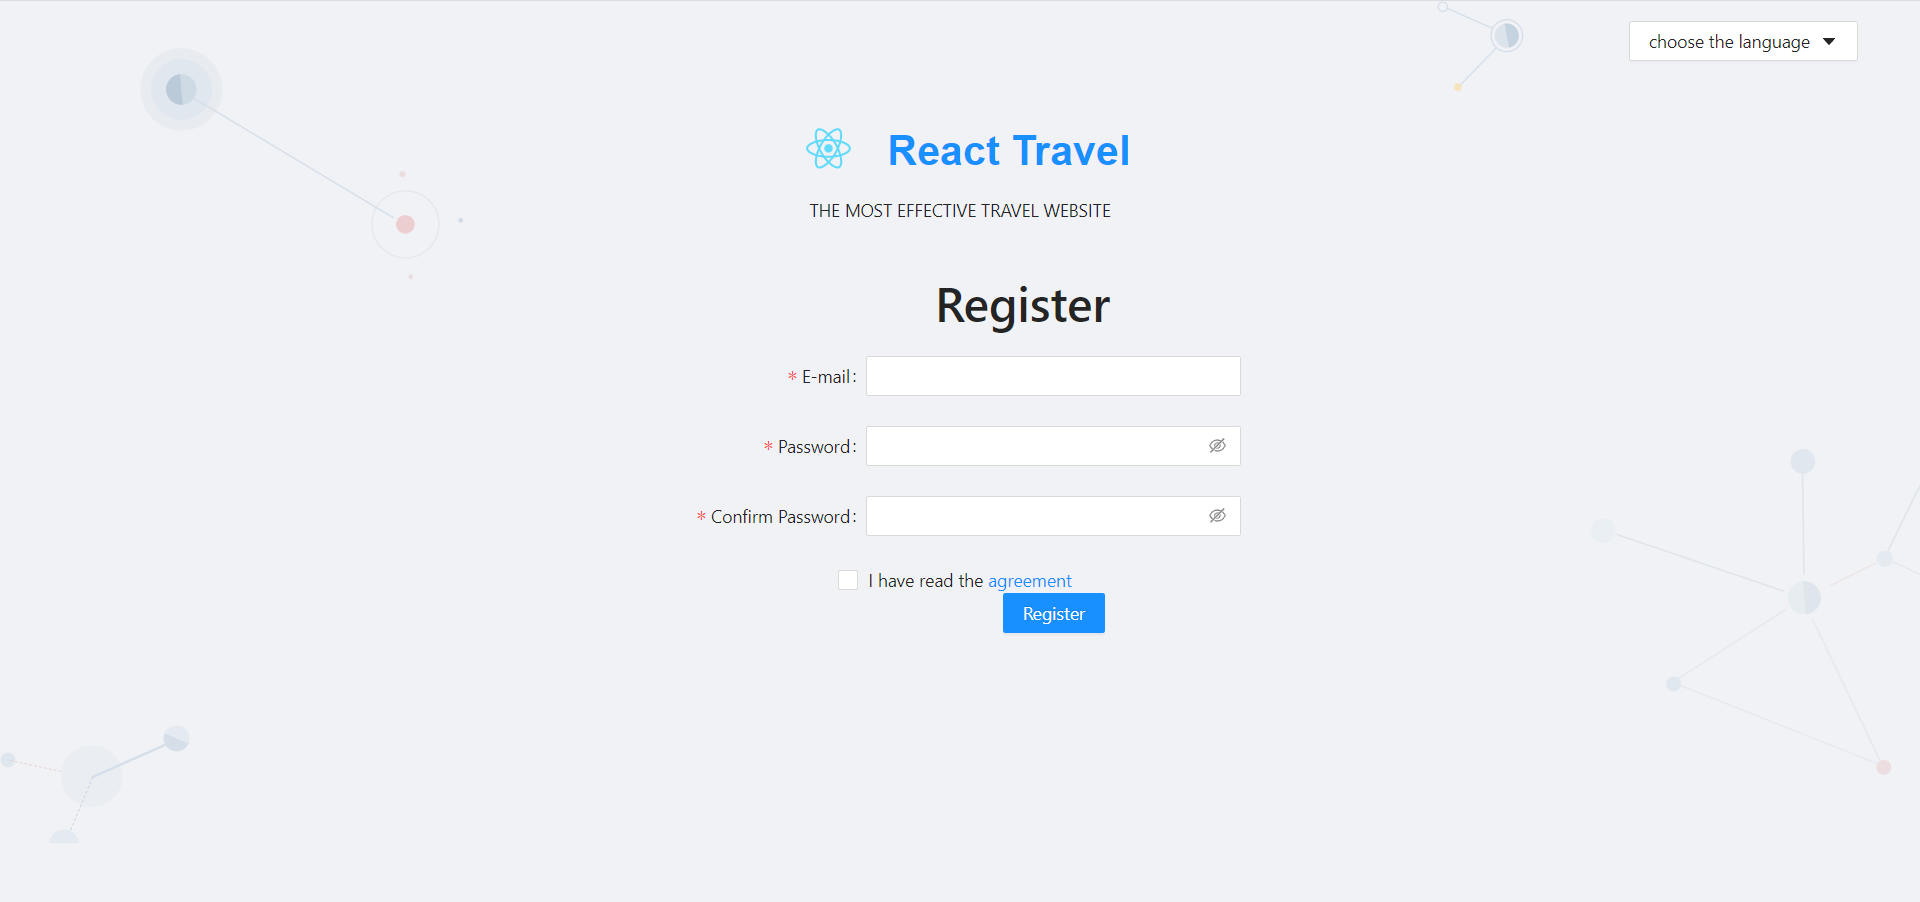 choose the language
React Travel
THE MOST EFFECTIVE TRAVEL WEBSITE
Register
* E-mail:
* Password:
* Confirm Password:
I have read the agreement
Register